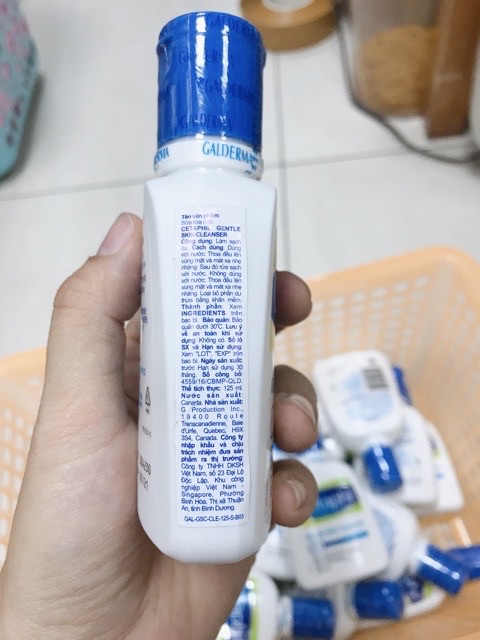 GALDERMA
GALDERMA
Tên sản phẩm:
Sữa rửa mặt
CETAPHIL GENTLE
SKIN CLEANSER
Công dụng: Làm sạch
da. Cách dùng: Dùng
với nước: Thoa đều lên
vùng mặt và mát xa nhẹ
nhàng. Sau đó rửa sạch
với nước. Không dùng
với nước: Thoa đều lên
vùng mặt và mát xa nhẹ
nhàng. Loại bỏ phần dư
thừa bằng khăn mềm.
Thành phần: Xem
INGREDIENTS trên
bao bì. Bảo quản: Bảo
quản dưới 30°C. Lưu ý
về an toàn khi sử
dụng: Không có. Số lô
SX và Hạn sử dụng:
Xem "LOT", "EXP" trên
bao bì. Ngày sản xuất:
trước Hạn sử dụng 30
tháng. Số công bố:
4559/16/CBMP-QLD.
Thể tích thực: 125 ml.
Nước sản xuất:
Canada. Nhà sản xuất:
G Production Inc.,
19400 Route
Transcanadienne, Baie
d'Urfe, Quebec, H9X
3S4, Canada. Công ty
nhập khẩu và chịu
trách nhiệm đưa sản
phẩm ra thị trường:
Công ty TNHH DKSH
Việt Nam, số 23 Đại Lộ
Độc Lập, Khu công
nghiệp Việt Nam -
Singapore, Phường
Bình Hòa, Thị xã Thuận
An, tỉnh Bình Dương.
GAL-GSC-CLE-125-S-B03